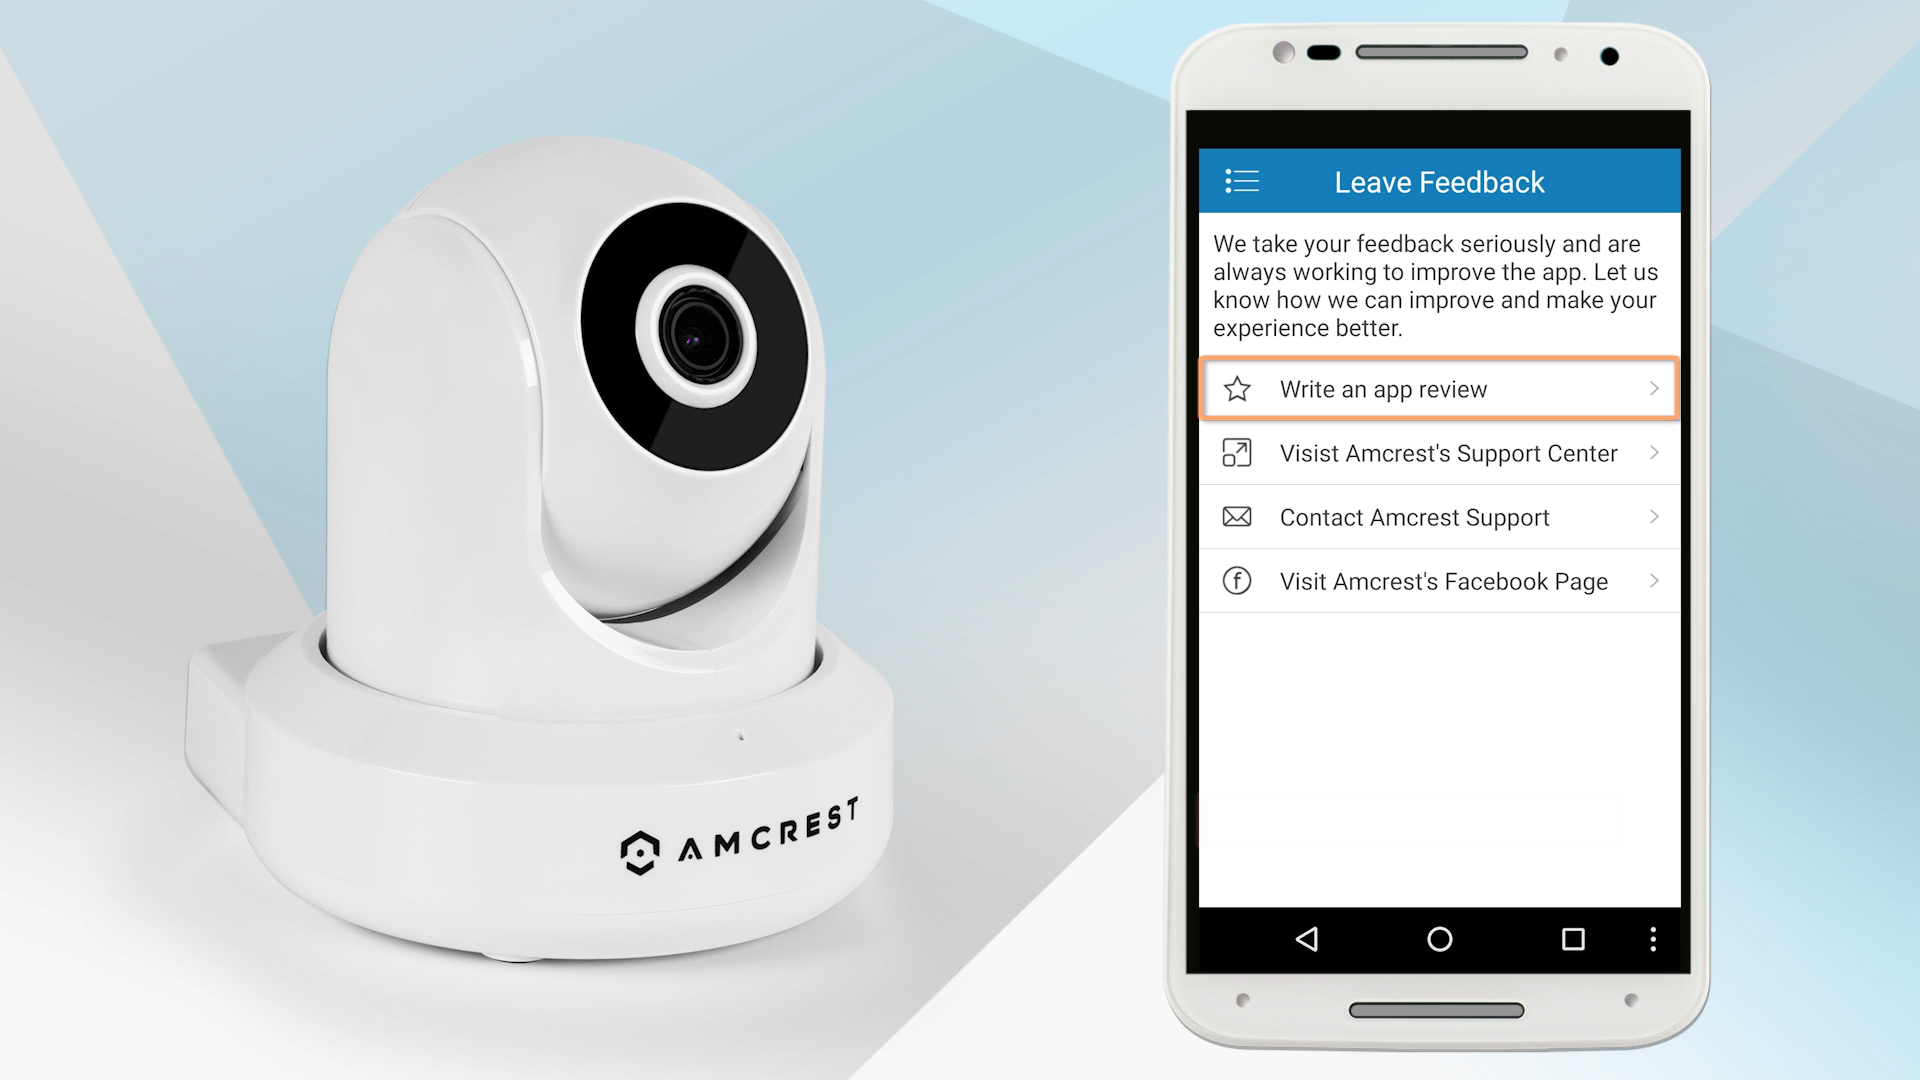 AMCREST
Leave Feedback
We take your feedback seriously and are
always working to improve the app. Let us
know how we can improve and make your
experience better.
Write an app review
Visist Amcrest's Support Center
Contact Amcrest Support
Visit Amcrest's Facebook Page